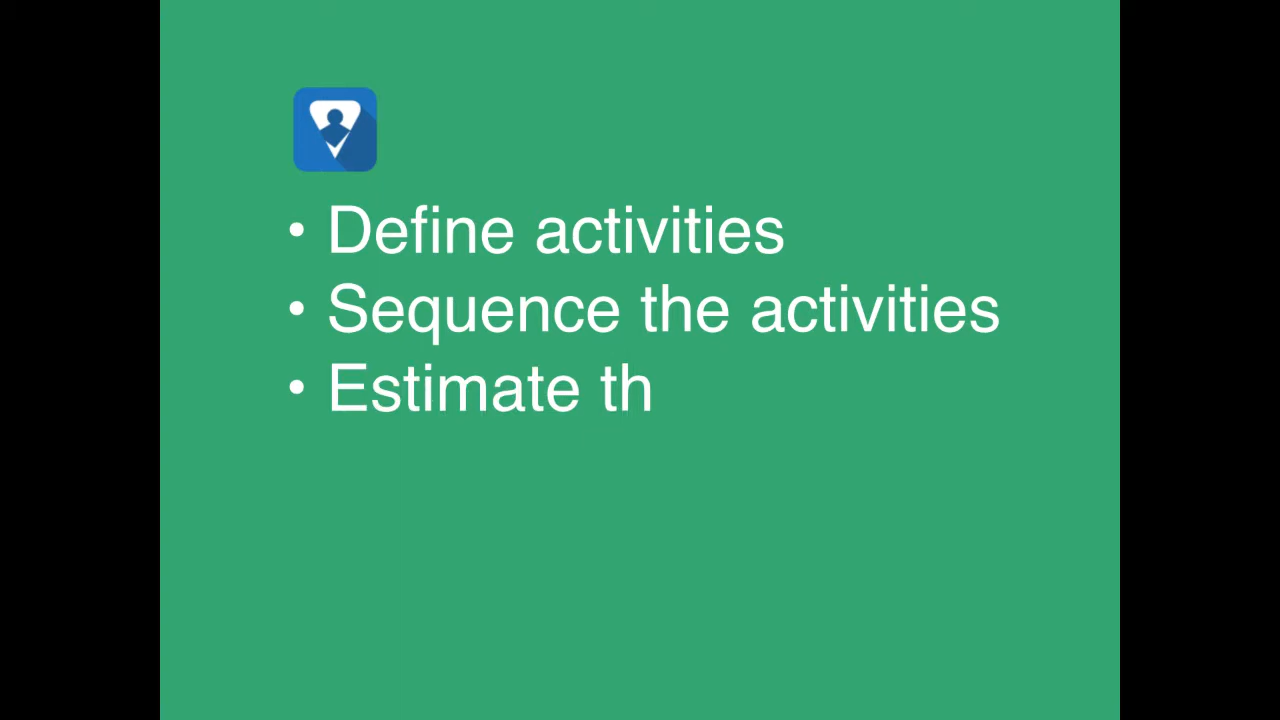 • Define activities
• Sequence the activities
• Estimate th